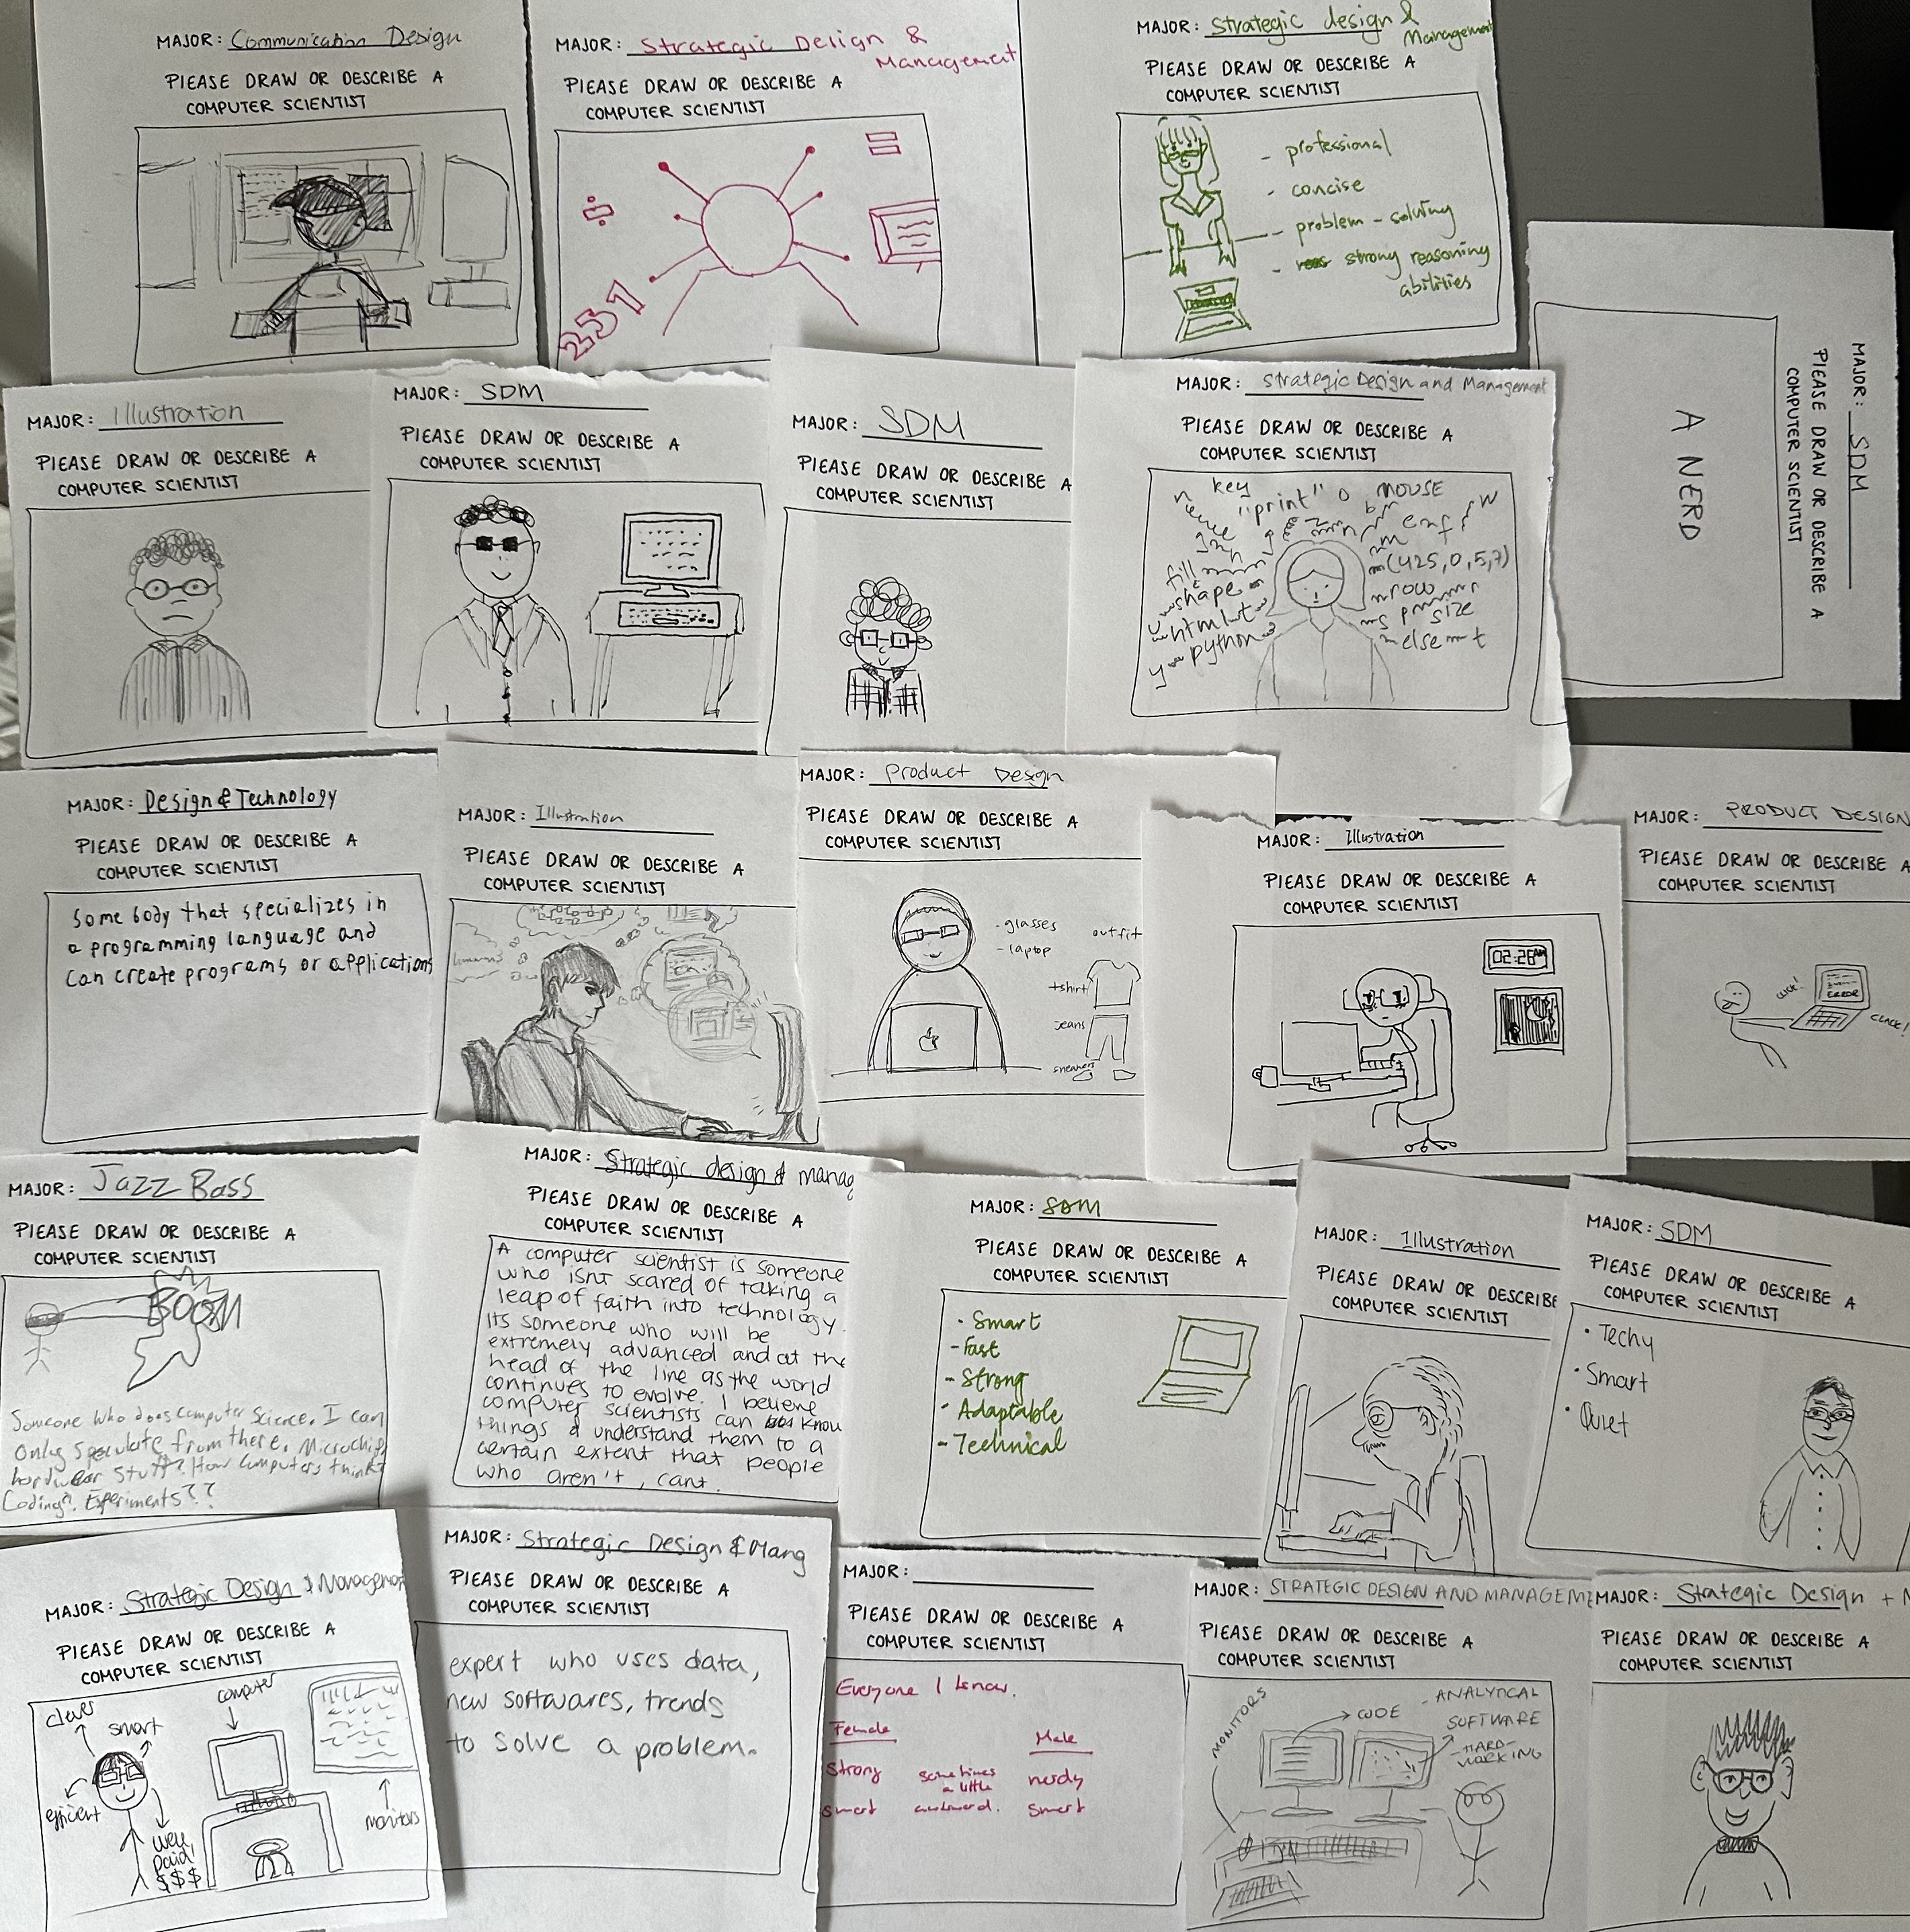 MAJOR: Communication Design
PLEASE DRAW OR DESCRIBE A
COMPUTER SCIENTIST
MAJOR: Strategic Design &
Management
PLEASE DRAW OR DESCRIBE A
COMPUTER SCIENTIST
251
MAJOR: Strategic design &
Management
PLEASE DRAW OR DESCRIBE A
COMPUTER SCIENTIST
- professional
- concise
- problem - solving
- strong reasoning
abilities
MAJOR: SDM
PLEASE DRAW OR DESCRIBE A
COMPUTER SCIENTIST
A NERD
MAJOR: Illustration
PLEASE DRAW OR DESCRIBE A
COMPUTER SCIENTIST
MAJOR: SDM
PLEASE DRAW OR DESCRIBE A
COMPUTER SCIENTIST
MAJOR: SDM
PLEASE DRAW OR DESCRIBE A
COMPUTER SCIENTIST
MAJOR: Strategic Design and Management
PLEASE DRAW OR DESCRIBE A
COMPUTER SCIENTIST
key
"print" MOUSE
fill (425,0,5,7)
shape row
html size
python else
MAJOR: Design & Technology
PLEASE DRAW OR DESCRIBE A
COMPUTER SCIENTIST
Some body that specializes in
a programming language and
can create programs or applications
MAJOR: Illustration
PLEASE DRAW OR DESCRIBE A
COMPUTER SCIENTIST
MAJOR: Product Design
PLEASE DRAW OR DESCRIBE A
COMPUTER SCIENTIST
- glasses
- laptop
outfit
tshirt
jeans
sneakers
MAJOR: Illustration
PLEASE DRAW OR DESCRIBE A
COMPUTER SCIENTIST
02:28AM
MAJOR: PRODUCT DESIGN
PLEASE DRAW OR DESCRIBE A
COMPUTER SCIENTIST
ERROR
CLACK!
MAJOR: Jazz Bass
PLEASE DRAW OR DESCRIBE A
COMPUTER SCIENTIST
BOOM
Someone who does computer science. I can
only speculate from there. Microchip
hardwear stuff? How computers think?
Coding? Experiments??
MAJOR: Strategic design & manag
PLEASE DRAW OR DESCRIBE A
COMPUTER SCIENTIST
A computer scientist is someone
who isnt scared of taking a
leap of faith into technology.
Its someone who will be
extremely advanced and at the
head of the line as the world
continues to evolve. I believe
computer scientists can know
things & understand them to a
certain extent that people
who aren't, cant.
MAJOR: SDM
PLEASE DRAW OR DESCRIBE A
COMPUTER SCIENTIST
• Smart
- Fast
- Strong
• Adaptable
- Technical
MAJOR: Illustration
PLEASE DRAW OR DESCRIBE
COMPUTER SCIENTIST
MAJOR: SDM
PLEASE DRAW OR DESCRIBE A
COMPUTER SCIENTIST
• Techy
• Smart
• Quiet
MAJOR: Strategic Design & Managemen
PLEASE DRAW OR DESCRIBE A
COMPUTER SCIENTIST
clever
smart
efficient
well
paid!
$$$
computer
monitors
MAJOR: Strategic Design & Mang
PLEASE DRAW OR DESCRIBE A
COMPUTER SCIENTIST
expert who uses data,
new softwares, trends
to solve a problem.
MAJOR:
PLEASE DRAW OR DESCRIBE A
COMPUTER SCIENTIST
Everyone I know.
Female Male
strong sometimes a little awkward. nerdy
smart smart
MAJOR: STRATEGIC DESIGN AND MANAGEME
PLEASE DRAW OR DESCRIBE A
COMPUTER SCIENTIST
MONITORS
CODE
- ANALYTICAL
SOFTWARE
- HARD-
WORKING
MAJOR: Strategic Design +
PLEASE DRAW OR DESCRIBE A
COMPUTER SCIENTIST